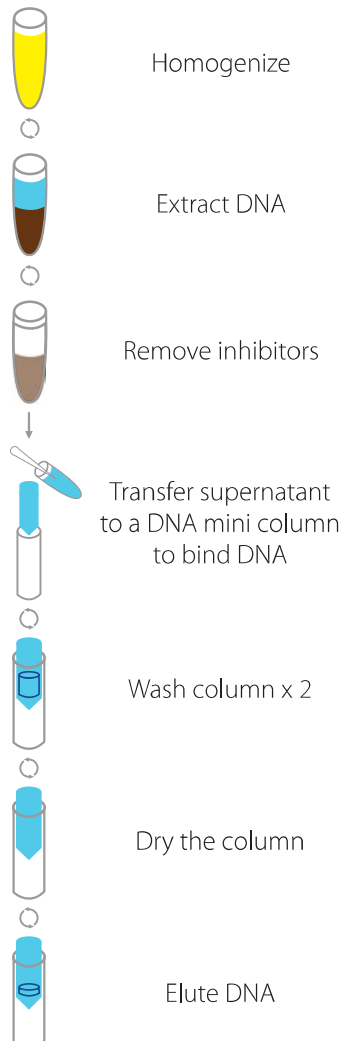 Homogenize
Extract DNA
Remove inhibitors
Transfer supernatant
to a DNA mini column
to bind DNA
Wash column x 2
Dry the column
Elute DNA